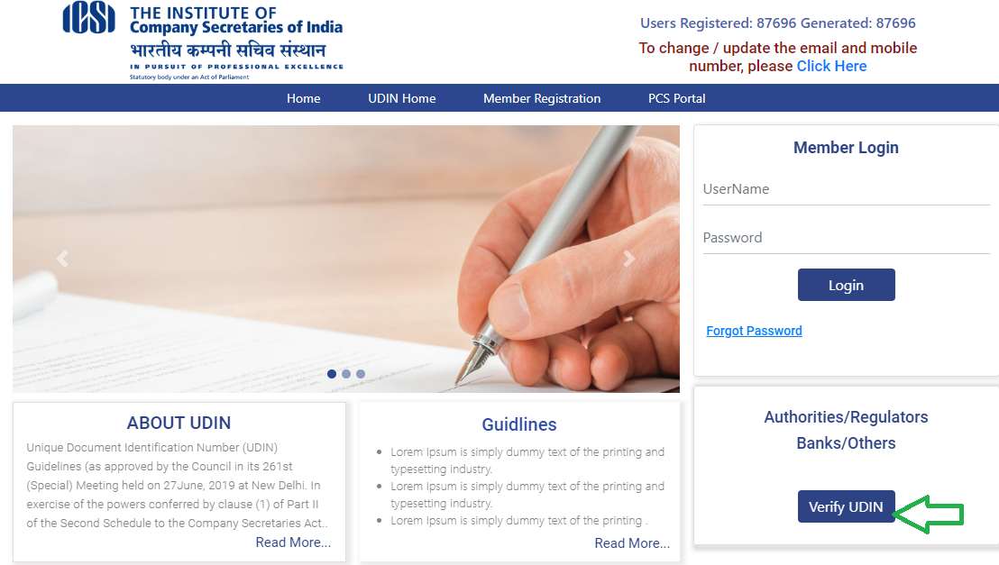 ICSI
THE INSTITUTE OF
Company Secretaries of India
भारतीय कम्पनी सचिव संस्थान
IN PURSUIT OF PROFESSIONAL EXCELLENCE
Statutory body under an Act of Parliament
Users Registered: 87696 Generated: 87696
To change / update the email and mobile
number, please Click Here
Home UDIN Home Member Registration PCS Portal
Member Login
UserName
Password
Login
Forgot Password
ABOUT UDIN
Unique Document Identification Number (UDIN)
Guidelines (as approved by the Council in its 261st
(Special) Meeting held on 27June, 2019 at New Delhi. In
exercise of the powers conferred by clause (1) of Part II
of the Second Schedule to the Company Secretaries Act..
Read More...
Guidlines
Lorem Ipsum is simply dummy text of the printing and
typesetting industry.
Lorem Ipsum is simply dummy text of the printing and
typesetting industry.
Lorem Ipsum is simply dummy text of the printing .
Read More...
Authorities/Regulators
Banks/Others
Verify UDIN